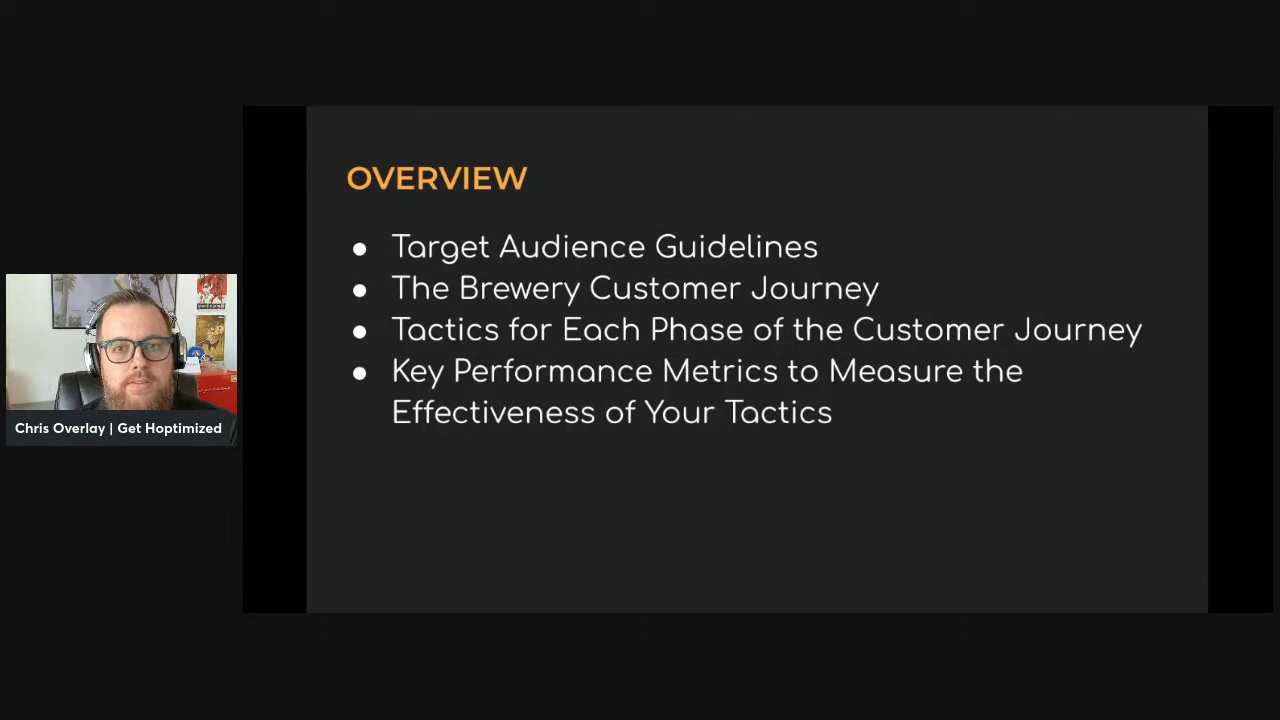 OVERVIEW
● Target Audience Guidelines
● The Brewery Customer Journey
● Tactics for Each Phase of the Customer Journey
● Key Performance Metrics to Measure the
Effectiveness of Your Tactics
Chris Overlay | Get Hoptimized